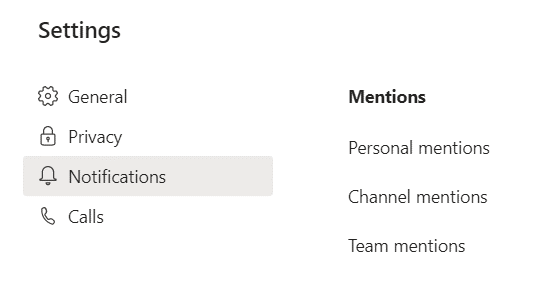 Settings
General
Privacy
Notifications
Calls
Mentions
Personal mentions
Channel mentions
Team mentions